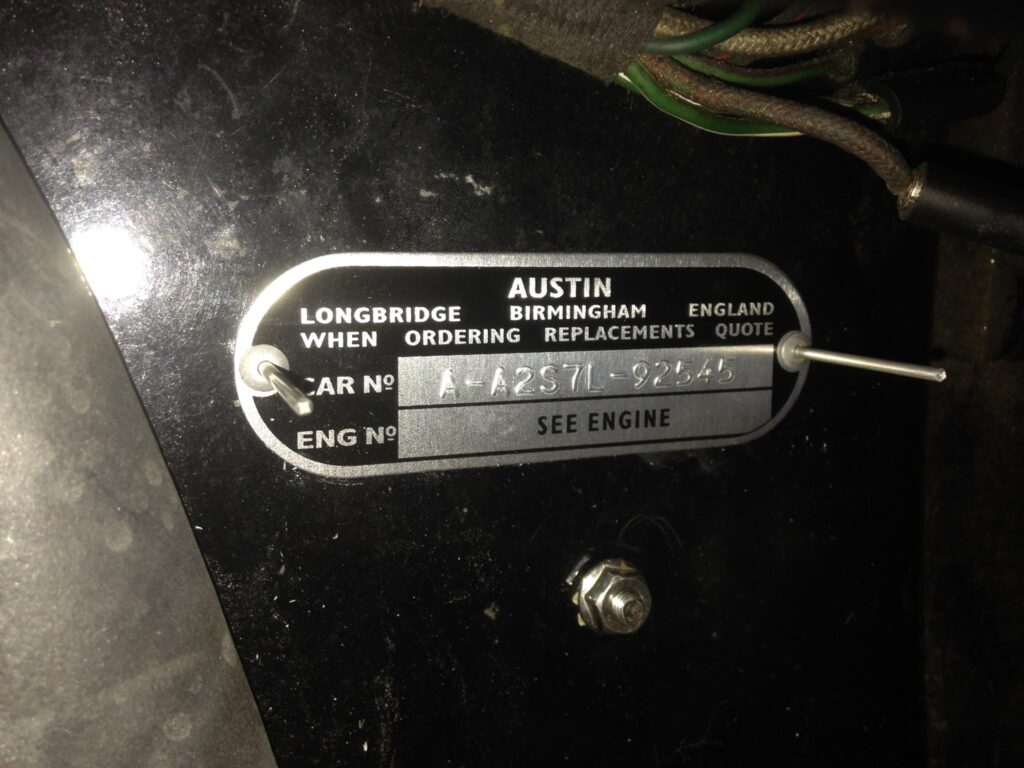 AUSTIN
LONGBRIDGE BIRMINGHAM ENGLAND
WHEN ORDERING REPLACEMENTS QUOTE
CAR Nº A-A2S7L-92545
ENG Nº SEE ENGINE